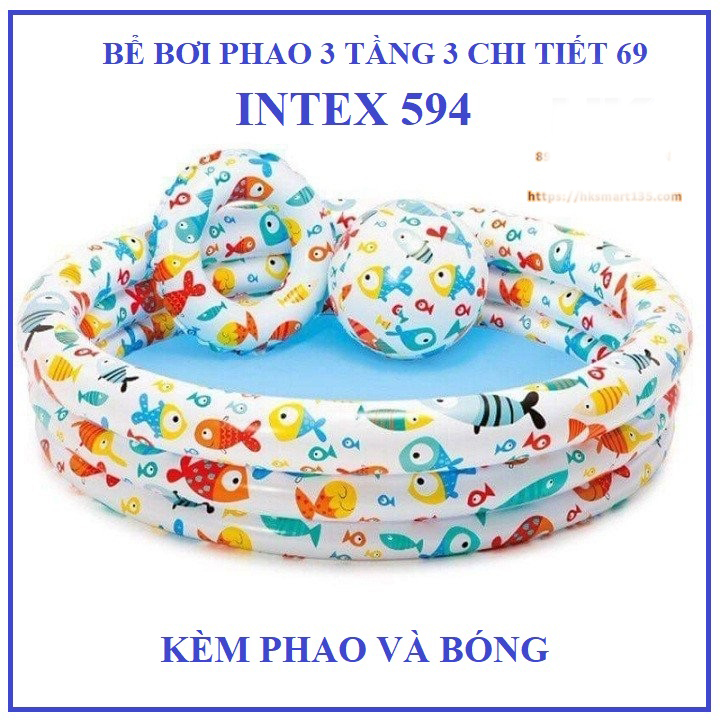 BỂ BƠI PHAO 3 TẦNG 3 CHI TIẾT 69
INTEX 594
https://hksmart135.com
KÈM PHAO VÀ BÓNG